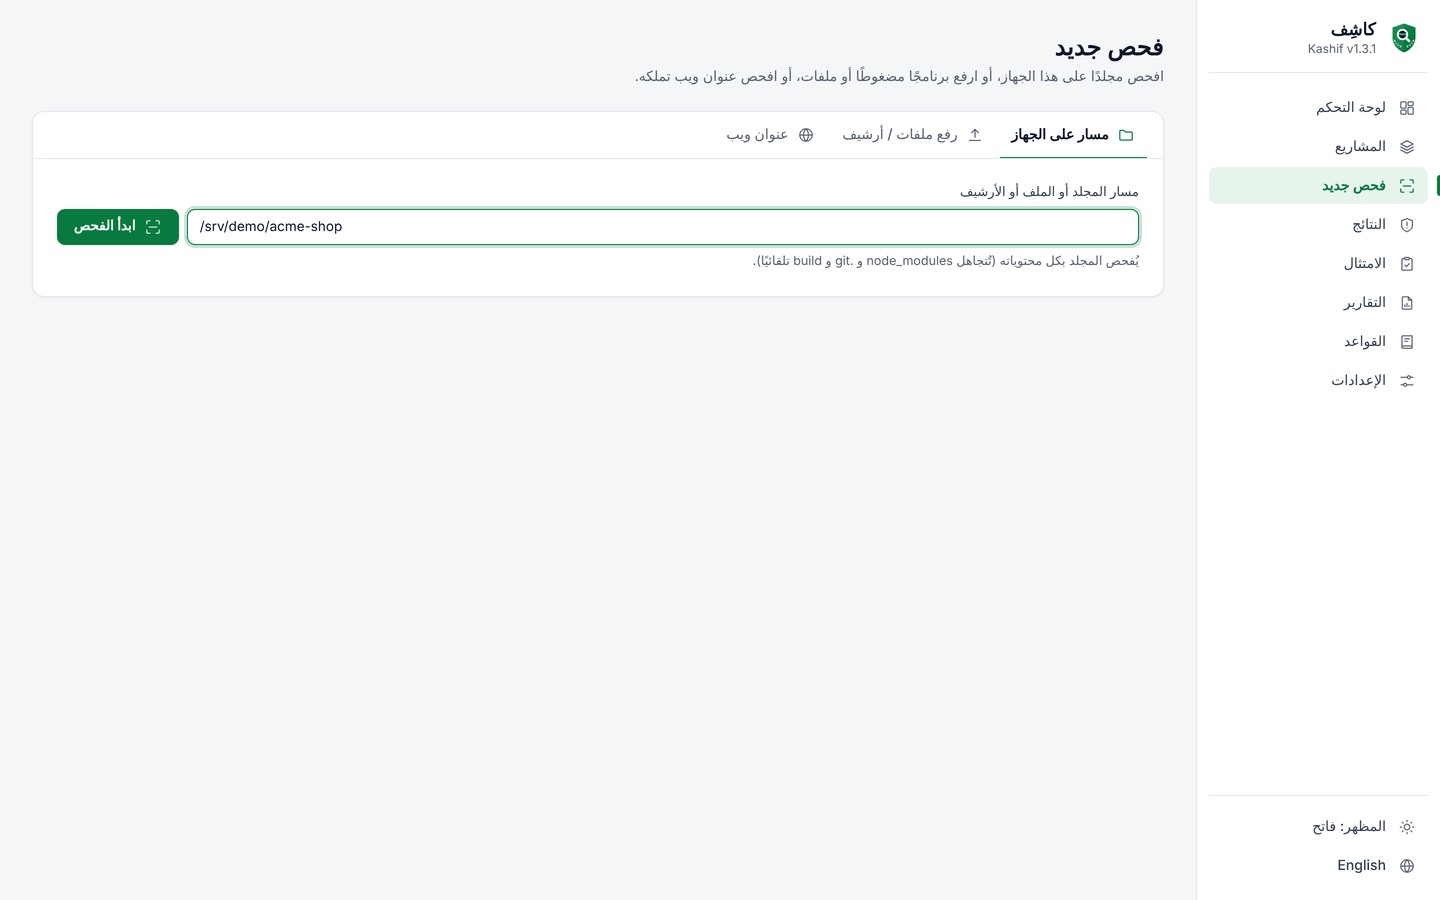 كاشِف
Kashif v1.3.1
لوحة التحكم
المشاريع
فحص جديد
النتائج
الامتثال
التقارير
القواعد
الإعدادات
المظهر: فاتح
English
فحص جديد
افحص مجلدًا على هذا الجهاز، أو ارفع برنامجًا مضغوطًا أو ملفات، أو افحص عنوان ويب تملكه.
مسار على الجهاز
رفع ملفات / أرشيف
عنوان ويب
مسار المجلد أو الملف أو الأرشيف
/srv/demo/acme-shop
ابدأ الفحص
يُفحص المجلد بكل محتوياته (تُتجاهل node_modules و .git و build تلقائيًا).